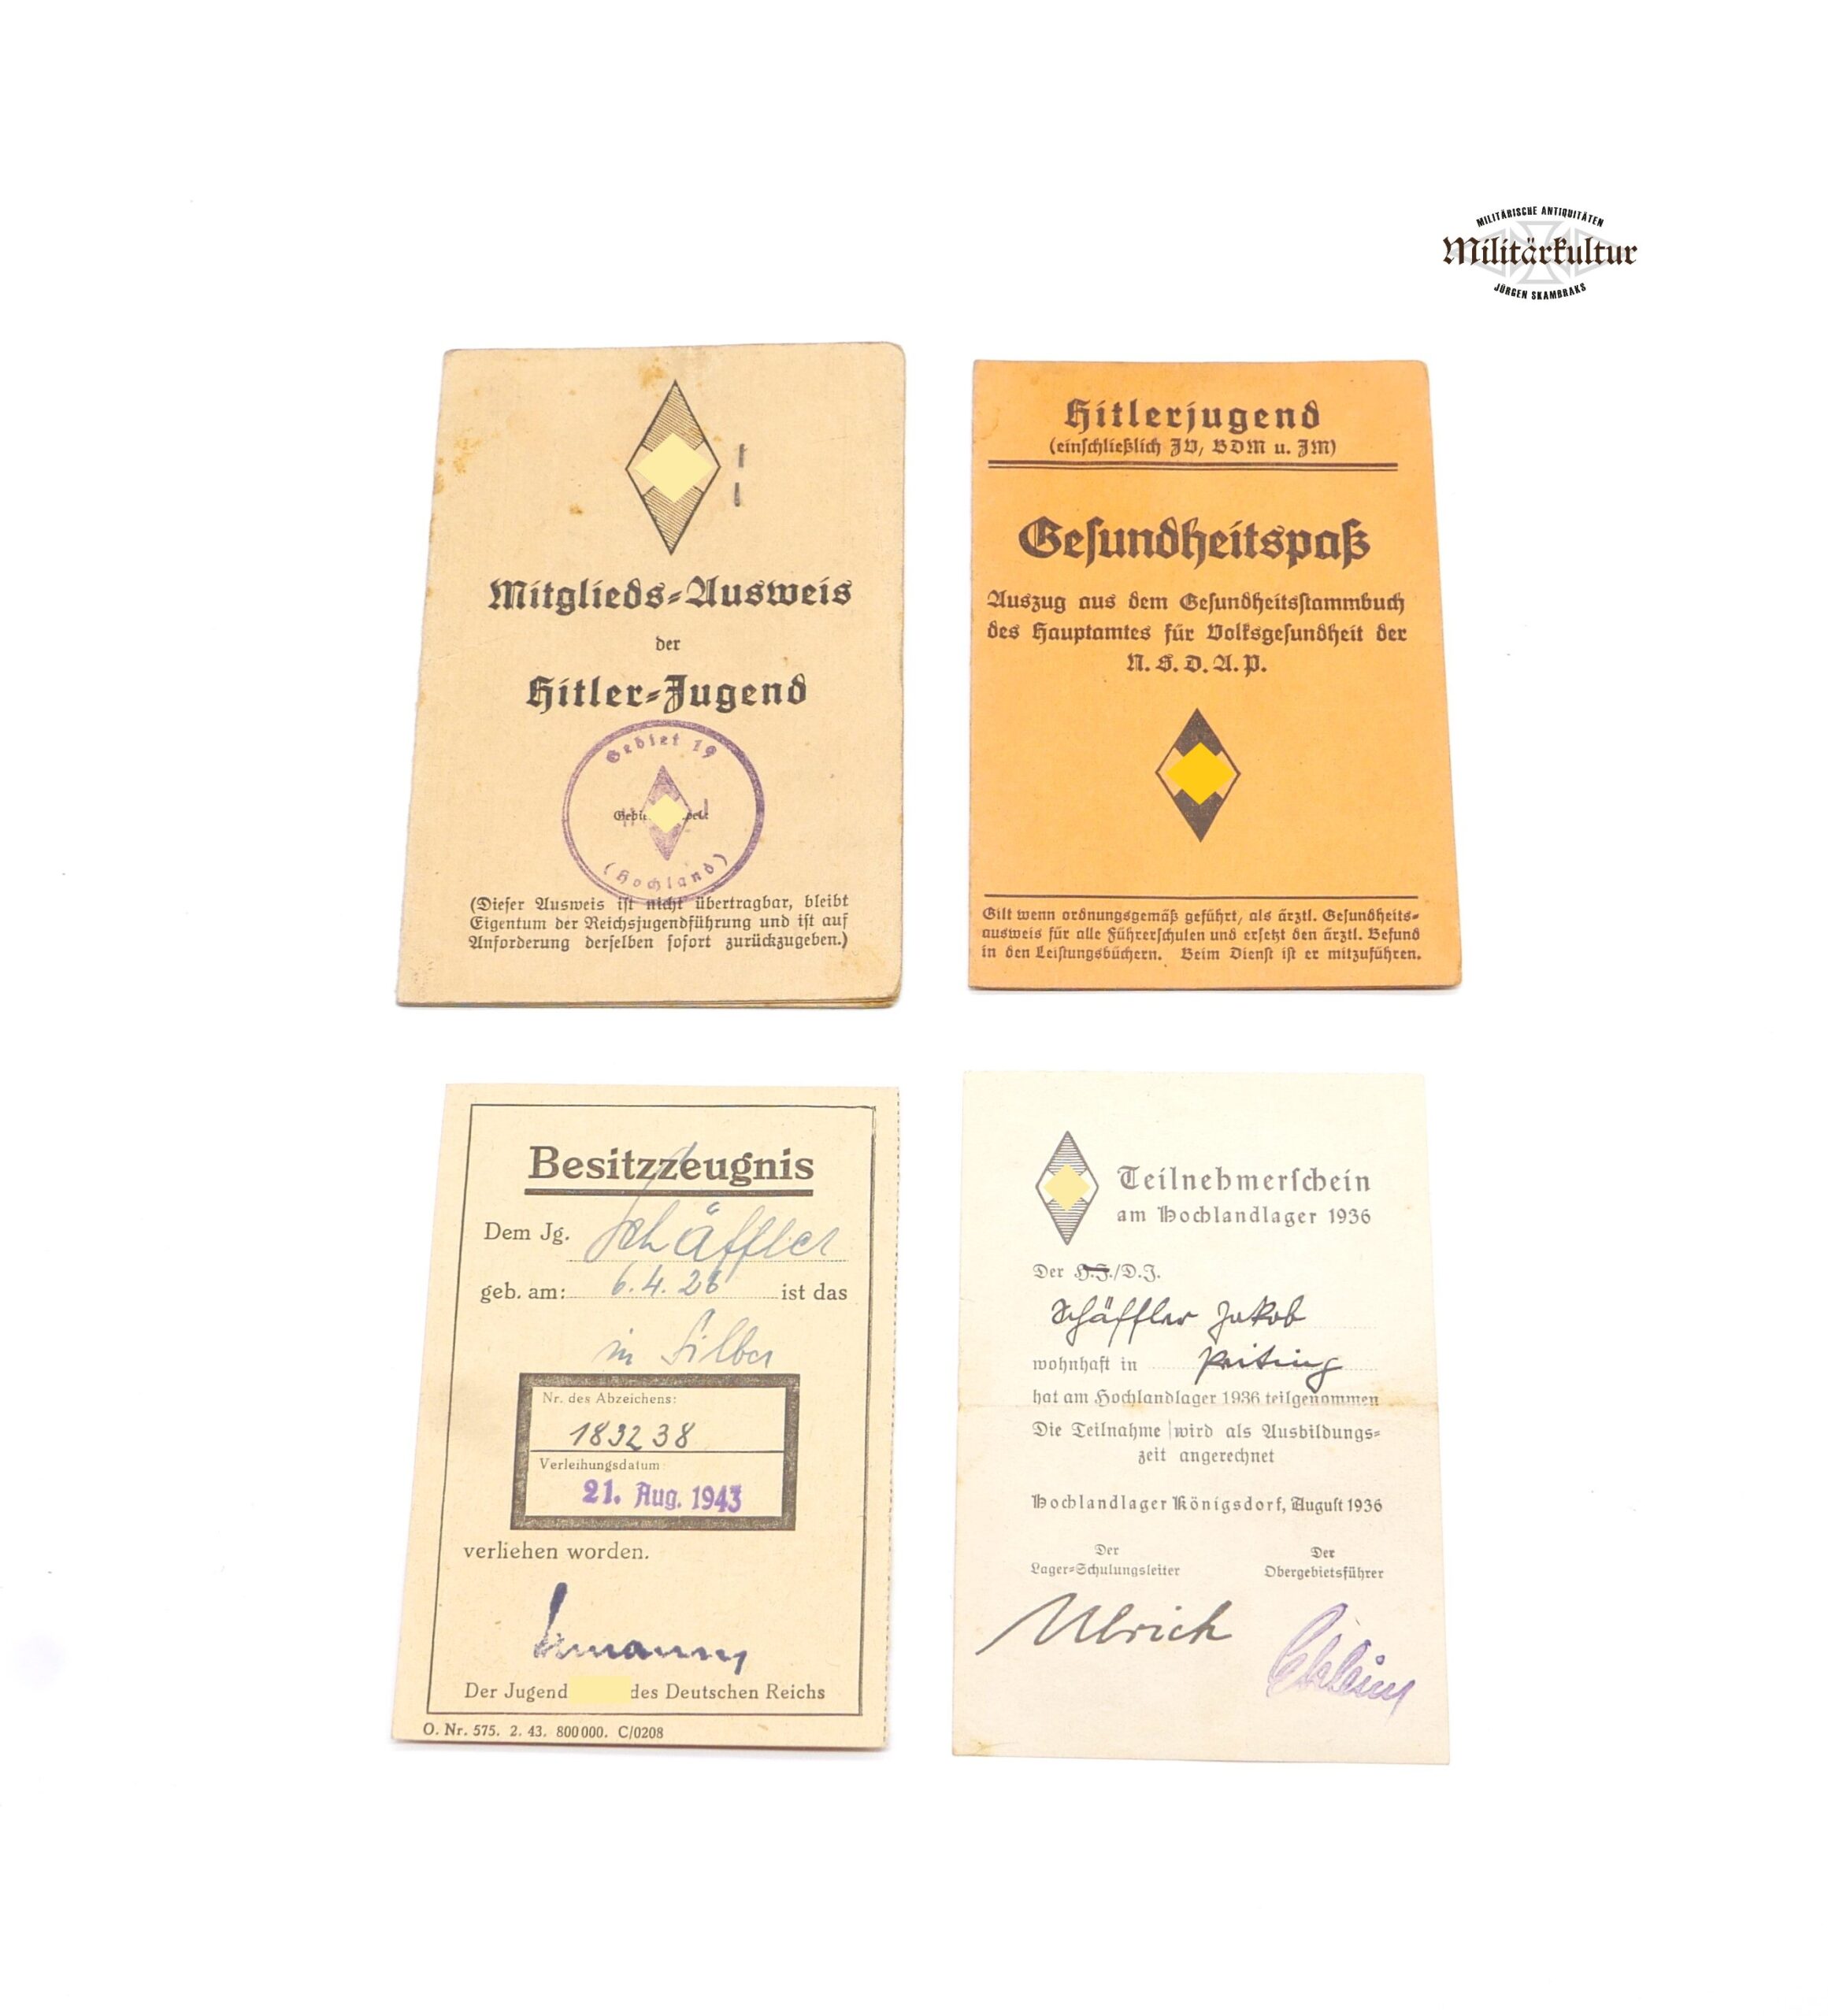 MILITÄRISCHE ANTIQUITÄTEN
Militärkultur
JÜRGEN SKAMBRAKS
Mitglieds-Ausweis
der
Hitler-Jugend
Gebiet 19
(Hochland)
(Dieser Ausweis ist nicht übertragbar, bleibt
Eigentum der Reichsjugendführung und ist auf
Anforderung derselben sofort zurückzugeben.)
Hitlerjugend
(einschließlich JV, BDM u. JM)
Gesundheitspaß
Auszug aus dem Gesundheitsstammbuch
des Hauptamtes für Volksgesundheit der
N. S. D. A. P.
Gilt wenn ordnungsgemäß geführt, als ärztl. Gesundheits-
ausweis für alle Führerschulen und ersetzt den ärztl. Befund
in den Leistungsbüchern. Beim Dienst ist er mitzuführen.
Besitzzeugnis
Dem Jg. Schäffler
geb. am: 6.4.26 ist das
in Silber
Nr. des Abzeichens:
183238
Verleihungsdatum:
21. Aug. 1943
verliehen worden.
Der Jugend des Deutschen Reichs
O. Nr. 575. 2. 43. 800000. C/0208
Teilnehmerschein
am Hochlandlager 1936
Der H.J./D.J.
Schäffler Jakob
wohnhaft in
hat am Hochlandlager 1936 teilgenommen
Die Teilnahme wird als Ausbildungs-
zeit angerechnet
Hochlandlager Königsdorf, August 1936
Der
Lager-Schulungsleiter
Der
Obergebietsführer
Ulrich